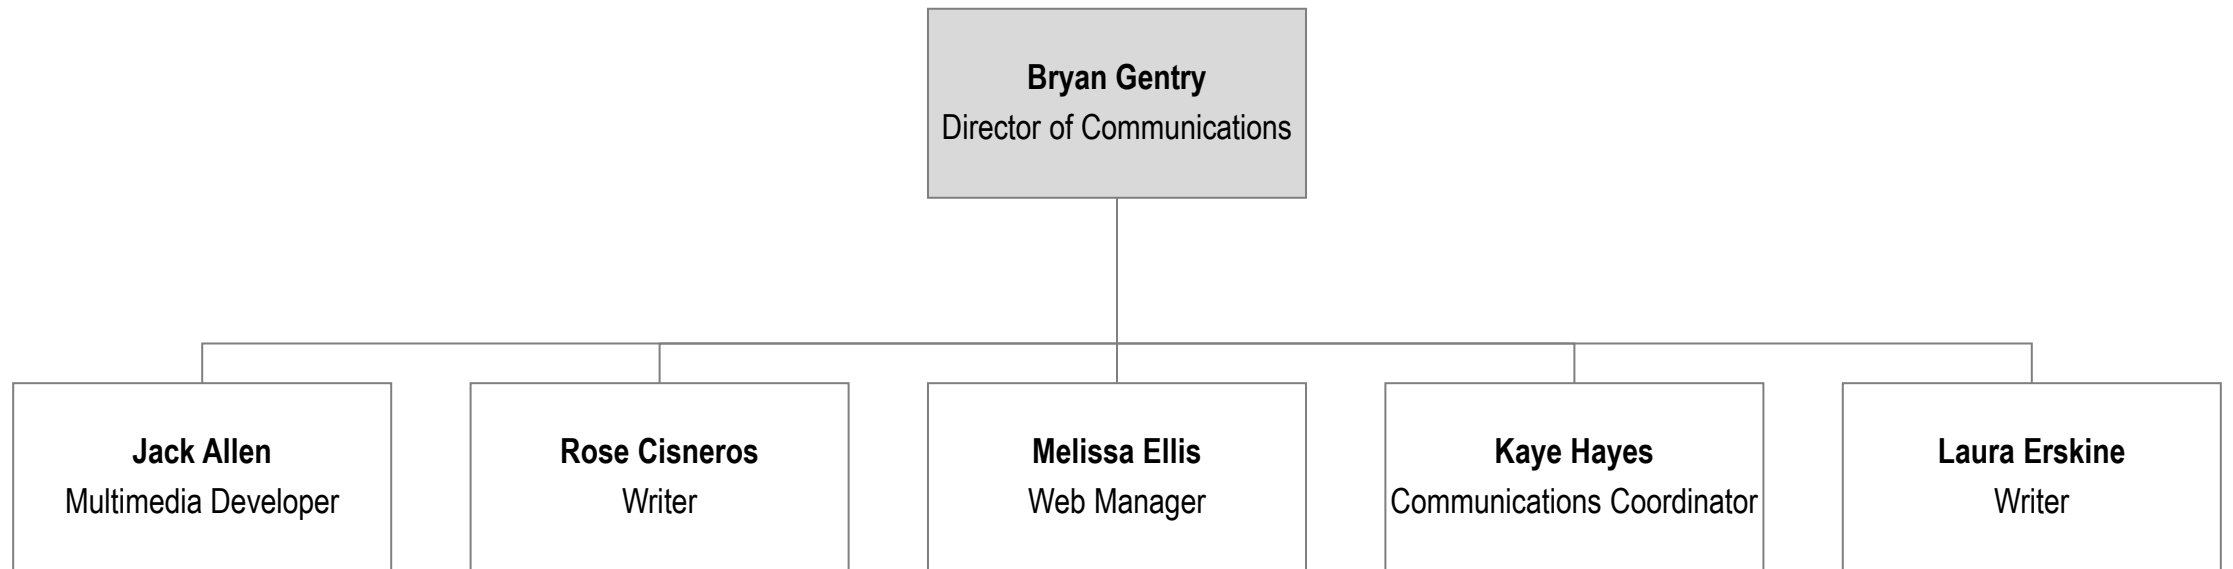 Bryan Gentry
Director of Communications
Jack Allen
Multimedia Developer
Rose Cisneros
Writer
Melissa Ellis
Web Manager
Kaye Hayes
Communications Coordinator
Laura Erskine
Writer